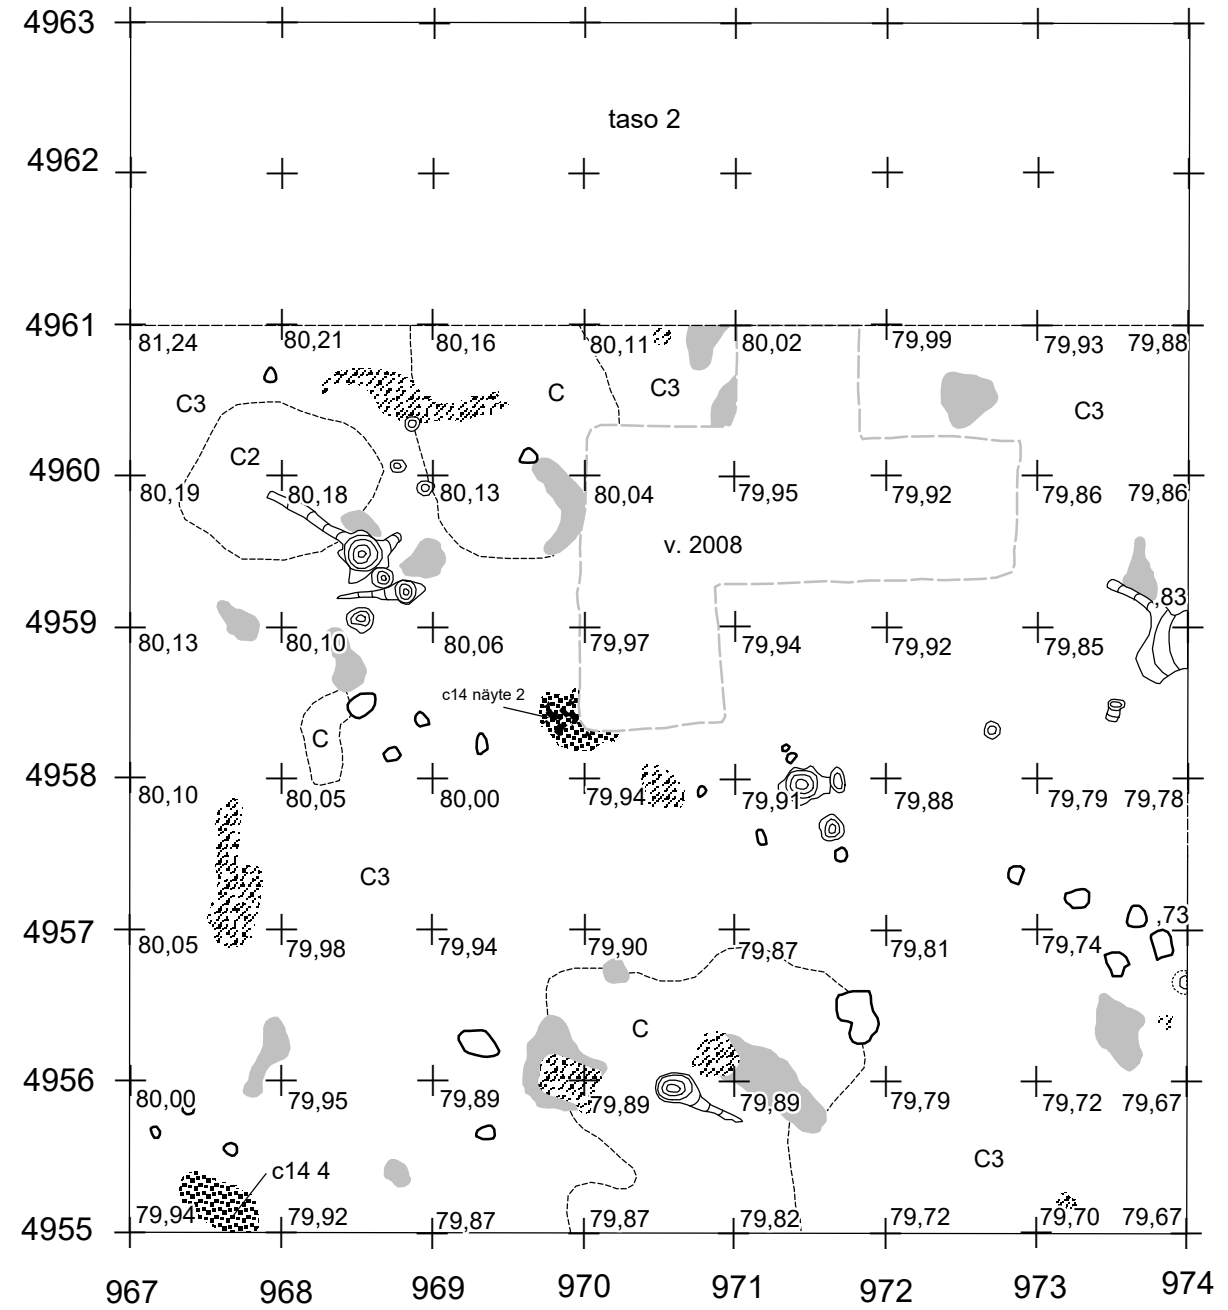 4963
taso 2
4962
4961
81,24 80,21 80,16 80,11 80,02 79,99 79,93 79,88
C3 C C3 C3
C2
4960
80,19 80,18 80,13 80,04 79,95 79,92 79,86 79,86
v. 2008
,83
4959
80,13 80,10 80,06 79,97 79,94 79,92 79,85
c14 näyte 2
C
4958
80,10 80,05 80,00 79,94 79,91 79,88 79,79 79,78
C3
,73
4957
80,05 79,98 79,94 79,90 79,87 79,81 79,74
C
4956
80,00 79,95 79,89 79,89 79,89 79,79 79,72 79,67
C3
c14 4
4955
79,94 79,92 79,87 79,87 79,82 79,72 79,70 79,67
967 968 969 970 971 972 973 974